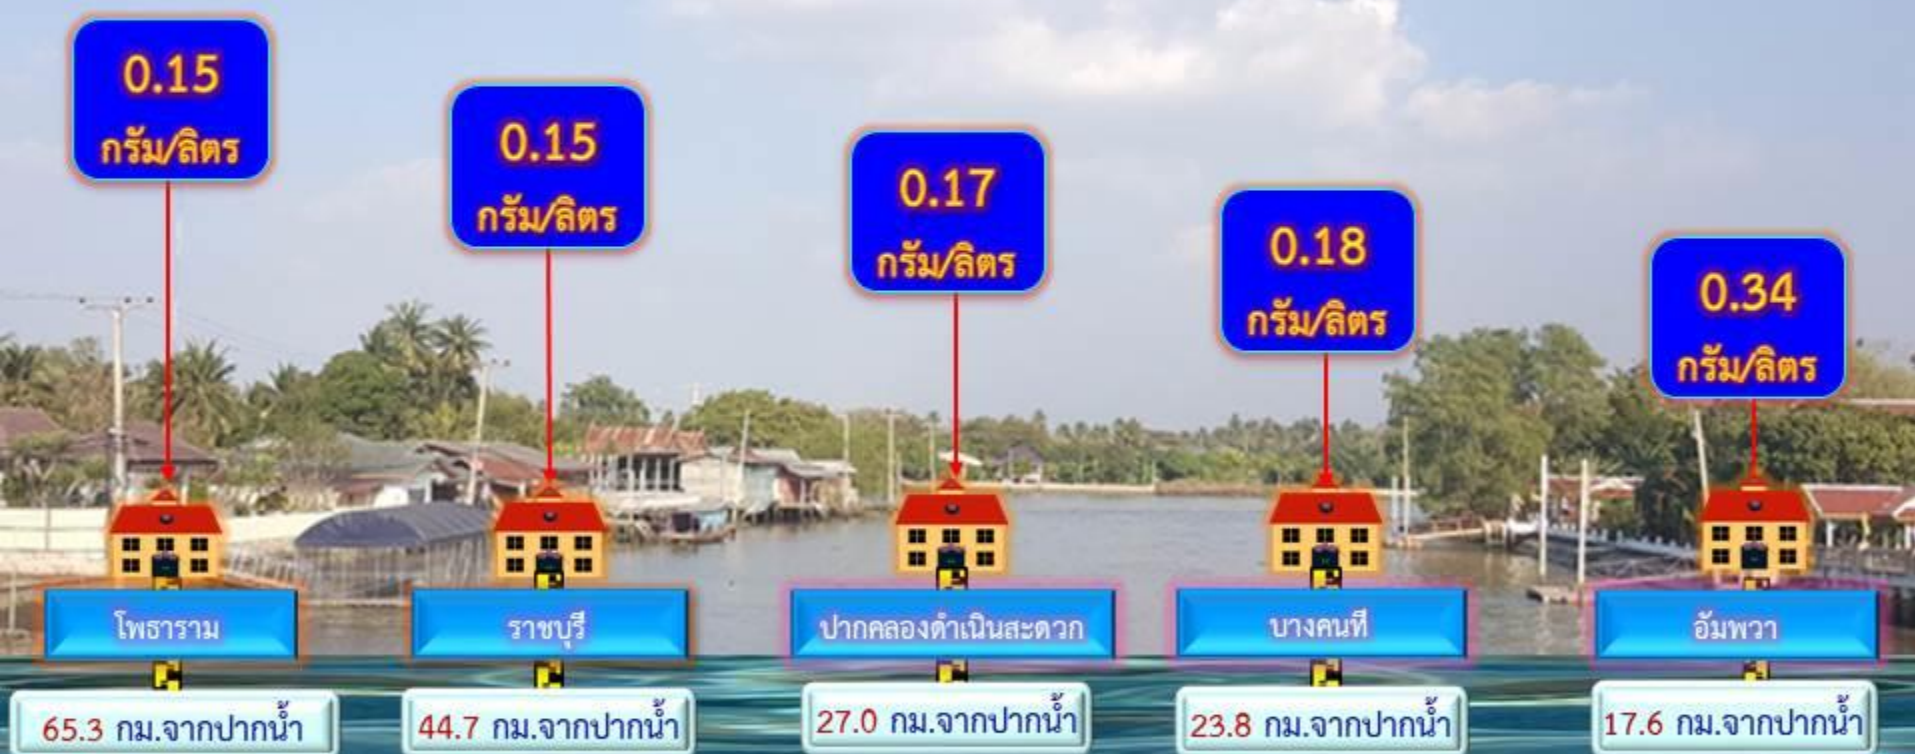 0.15
กรัม/ลิตร
0.15
กรัม/ลิตร
0.17
กรัม/ลิตร
0.18
กรัม/ลิตร
0.34
กรัม/ลิตร
โพธาราม
ราชบุรี
ปากคลองดำเนินสะดวก
บางคนที
อัมพวา
65.3 กม.จากปากน้ำ
44.7 กม.จากปากน้ำ
27.0 กม.จากปากน้ำ
23.8 กม.จากปากน้ำ
17.6 กม.จากปากน้ำ